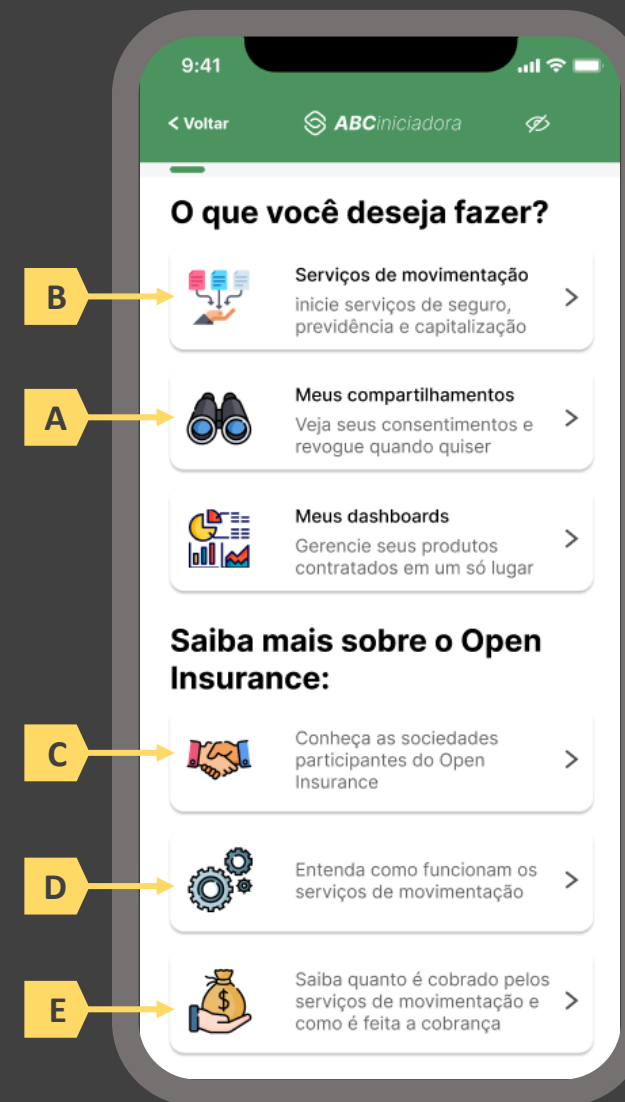 9:41
< Voltar
ABCiniciadora
O que você deseja fazer?
B
Serviços de movimentação
inicie serviços de seguro,
previdência e capitalização
A
Meus compartilhamentos
Veja seus consentimentos e
revogue quando quiser
Meus dashboards
Gerencie seus produtos
contratados em um só lugar
Saiba mais sobre o Open
Insurance:
C
Conheça as sociedades
participantes do Open
Insurance
D
Entenda como funcionam os
serviços de movimentação
E
$
Saiba quanto é cobrado pelos
serviços de movimentação e
como é feita a cobrança